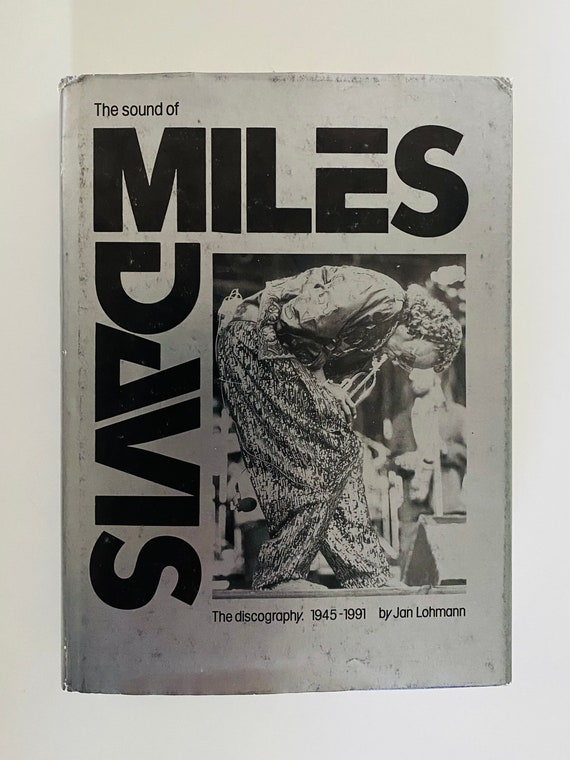 The sound of
MILES
DAVIS
The discography. 1945-1991 by Jan Lohmann